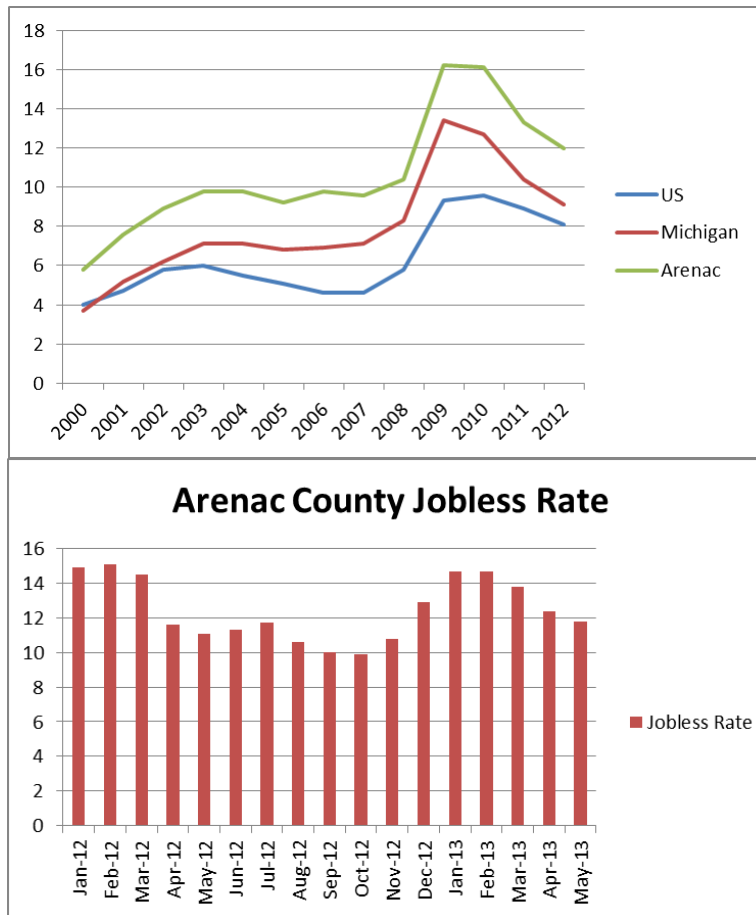 18
16
14
12
10
8
6
4
2
0
US
Michigan
Arenac
2000 2001 2002 2003 2004 2005 2006 2007 2008 2009 2010 2011 2012
Arenac County Jobless Rate
16
14
12
10
8
6
4
2
0
Jobless Rate
Jan-12 Feb-12 Mar-12 Apr-12 May-12 Jun-12 Jul-12 Aug-12 Sep-12 Oct-12 Nov-12 Dec-12 Jan-13 Feb-13 Mar-13 Apr-13 May-13